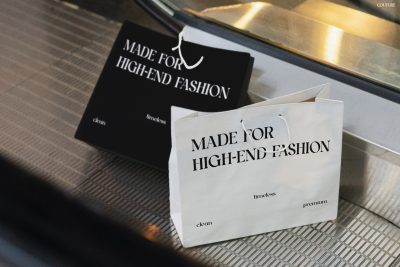 COUTURE
MADE FOR
HIGH-END FASHION
clean
timeless
MADE FOR
HIGH-END FASHION
clean
timeless
premium